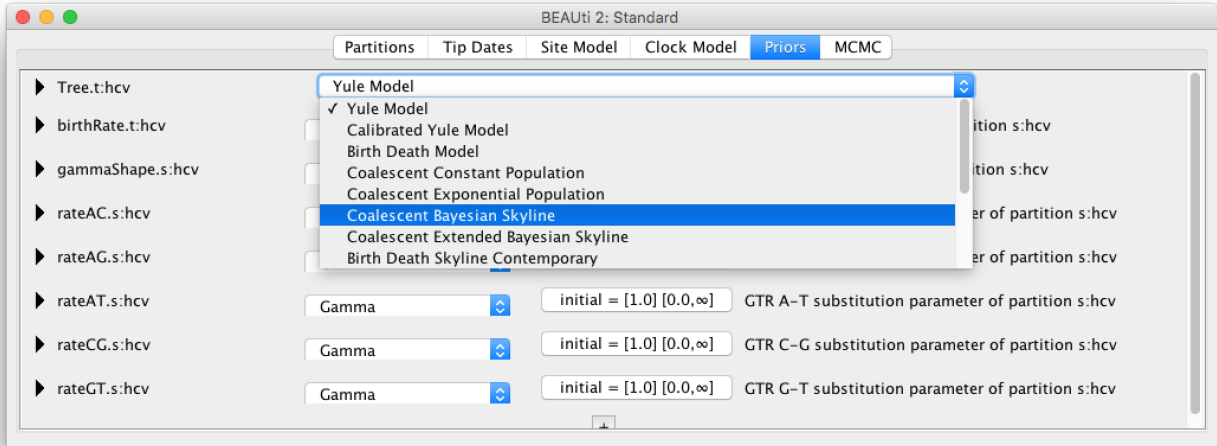 BEAUti 2: Standard
Partitions Tip Dates Site Model Clock Model Priors MCMC
Tree.t:hcv Yule Model
✓ Yule Model
birthRate.t:hcv ition s:hcv
Calibrated Yule Model
Birth Death Model
gammaShape.s:hcv ition s:hcv
Coalescent Constant Population
Coalescent Exponential Population
rateAC.s:hcv er of partition s:hcv
Coalescent Bayesian Skyline
Coalescent Extended Bayesian Skyline
rateAG.s:hcv er of partition s:hcv
Birth Death Skyline Contemporary
rateAT.s:hcv Gamma initial = [1.0] [0.0,∞] GTR A-T substitution parameter of partition s:hcv
rateCG.s:hcv Gamma initial = [1.0] [0.0,∞] GTR C-G substitution parameter of partition s:hcv
rateGT.s:hcv Gamma initial = [1.0] [0.0,∞] GTR G-T substitution parameter of partition s:hcv
+